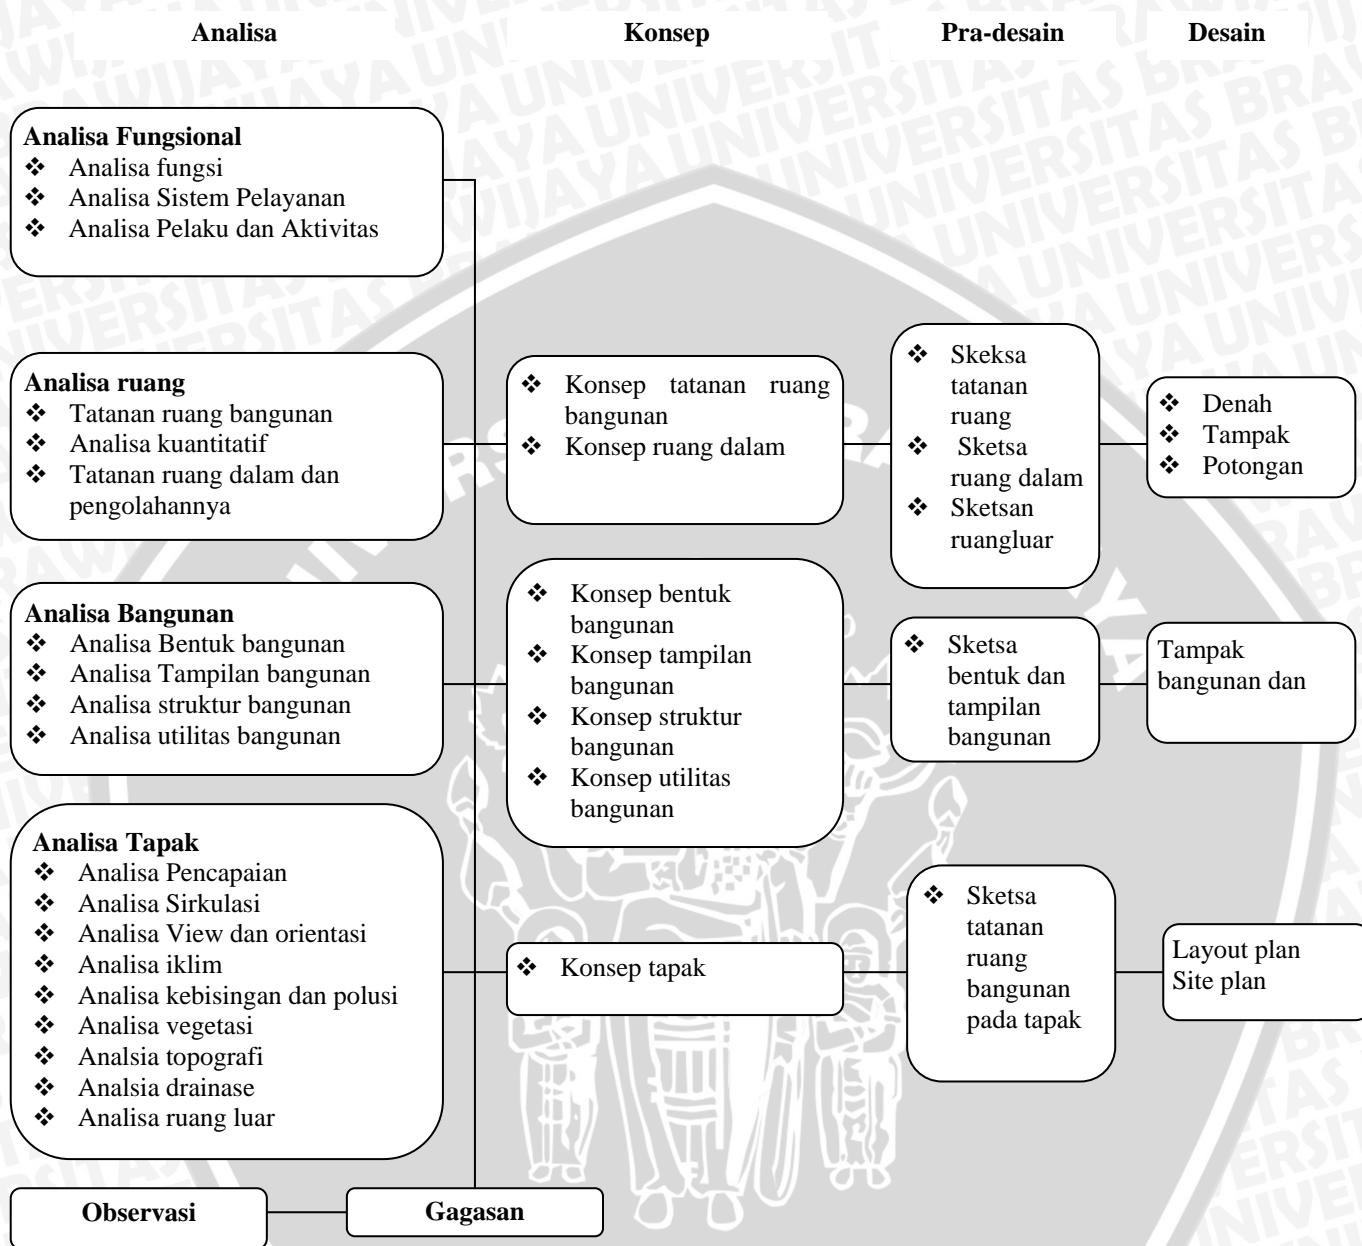 Analisa
Konsep
Pra-desain
Desain
Analisa Fungsional
❖ Analisa fungsi
❖ Analisa Sistem Pelayanan
❖ Analisa Pelaku dan Aktivitas
Analisa ruang
❖ Tatanan ruang bangunan
❖ Analisa kuantitatif
❖ Tatanan ruang dalam dan
pengolahannya
❖ Konsep tatanan ruang
bangunan
❖ Konsep ruang dalam
❖ Skeksa
tatanan
ruang
❖ Sketsa
ruang dalam
❖ Sketsan
ruangluar
❖ Denah
❖ Tampak
❖ Potongan
Analisa Bangunan
❖ Analisa Bentuk bangunan
❖ Analisa Tampilan bangunan
❖ Analisa struktur bangunan
❖ Analisa utilitas bangunan
❖ Konsep bentuk
bangunan
❖ Konsep tampilan
bangunan
❖ Konsep struktur
bangunan
❖ Konsep utilitas
bangunan
❖ Sketsa
bentuk dan
tampilan
bangunan
Tampak
bangunan dan
Analisa Tapak
❖ Analisa Pencapaian
❖ Analisa Sirkulasi
❖ Analisa View dan orientasi
❖ Analisa iklim
❖ Analisa kebisingan dan polusi
❖ Analisa vegetasi
❖ Analsia topografi
❖ Analsia drainase
❖ Analisa ruang luar
❖ Konsep tapak
❖ Sketsa
tatanan
ruang
bangunan
pada tapak
Layout plan
Site plan
Observasi
Gagasan